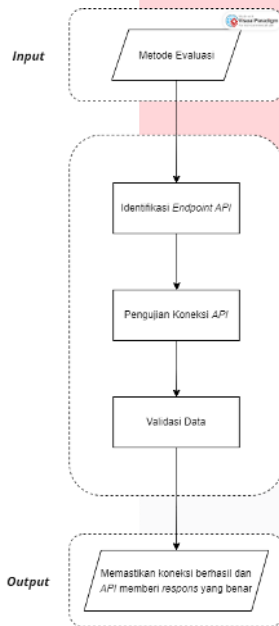 Visual Paradigm
Input
Metode Evaluasi
Identifikasi Endpoint API
Pengujian Koneksi API
Validasi Data
Output
Memastikan koneksi berhasil dan
API memberi respons yang benar